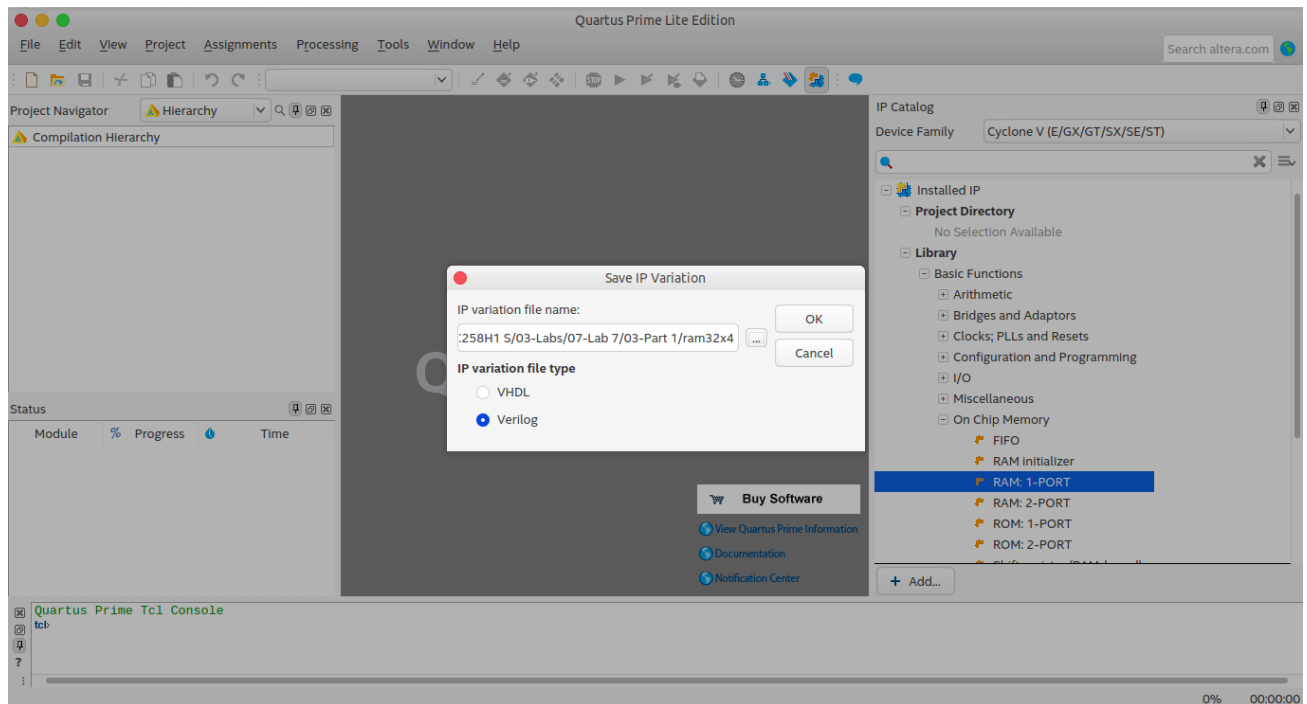 Quartus Prime Lite Edition
File Edit View Project Assignments Processing Tools Window Help
Search altera.com
STOP
Project Navigator
Hierarchy
Compilation Hierarchy
Status
Module % Progress Time
Q
Save IP Variation
IP variation file name:
:258H1 S/03-Labs/07-Lab 7/03-Part 1/ram32x4
...
OK
Cancel
IP variation file type
VHDL
Verilog
Buy Software
View Quartus Prime Information
Documentation
Notification Center
IP Catalog
Device Family Cyclone V (E/GX/GT/SX/SE/ST)
Installed IP
Project Directory
No Selection Available
Library
Basic Functions
Arithmetic
Bridges and Adaptors
Clocks; PLLs and Resets
Configuration and Programming
I/O
Miscellaneous
On Chip Memory
FIFO
RAM initializer
RAM: 1-PORT
RAM: 2-PORT
ROM: 1-PORT
ROM: 2-PORT
+ Add...
Quartus Prime Tcl Console
tcl>
?
0% 00:00:00